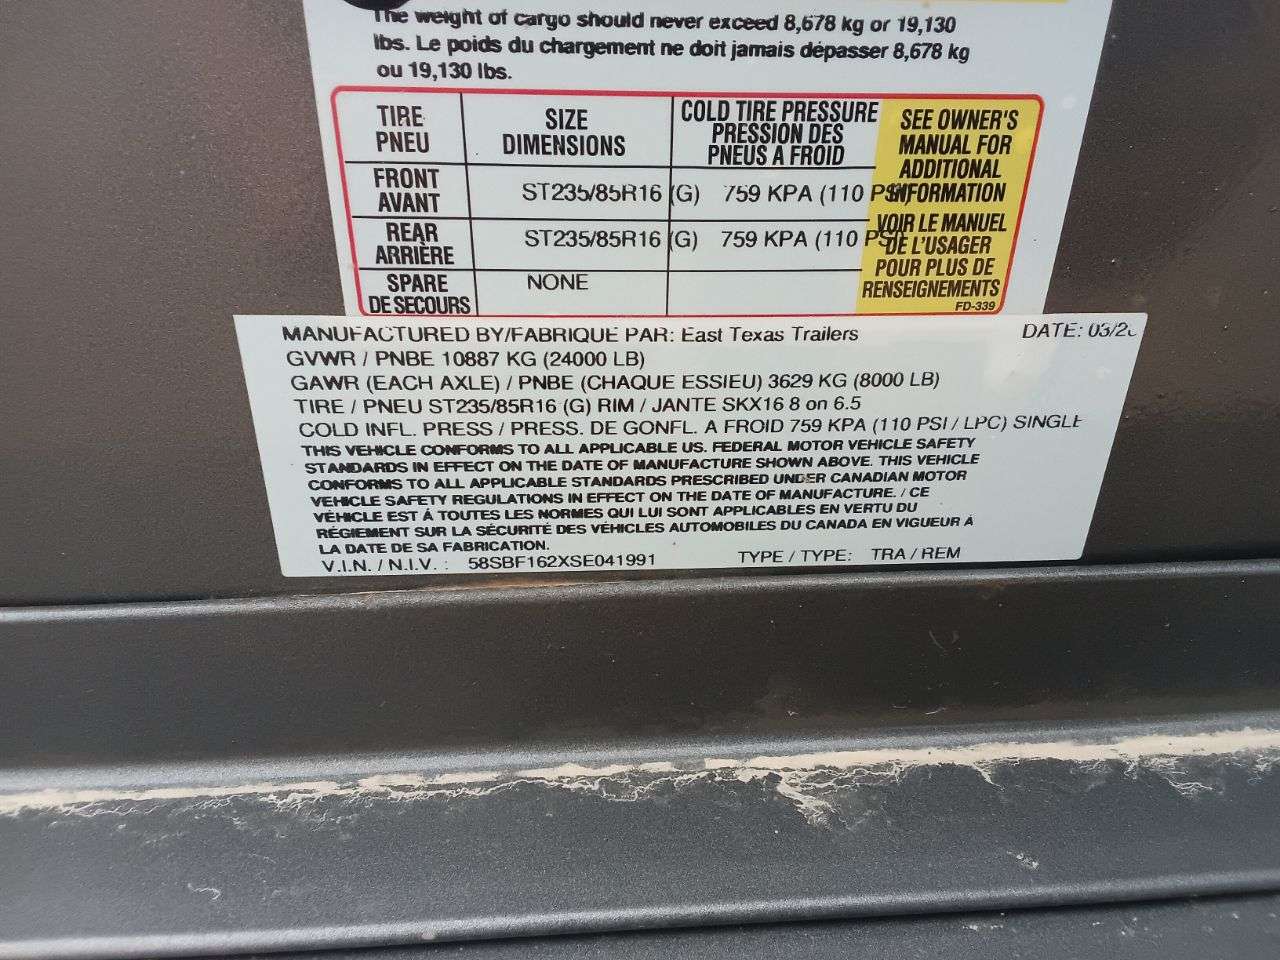 The weight of cargo should never exceed 8,678 kg or 19,130
lbs. Le poids du chargement ne doit jamais dépasser 8,678 kg
ou 19,130 lbs.
TIRE PNEU
SIZE DIMENSIONS
COLD TIRE PRESSURE PRESSION DES PNEUS A FROID
SEE OWNER'S MANUAL FOR ADDITIONAL INFORMATION
VOIR LE MANUEL DE L'USAGER POUR PLUS DE RENSEIGNEMENTS
FRONT AVANT
ST235/85R16 (G)
759 KPA (110 PSI)
REAR ARRIÈRE
ST235/85R16 (G)
759 KPA (110 PSI)
SPARE DE SECOURS
NONE
FD-339
MANUFACTURED BY/FABRIQUE PAR: East Texas Trailers DATE: 03/2
GVWR / PNBE 10887 KG (24000 LB)
GAWR (EACH AXLE) / PNBE (CHAQUE ESSIEU) 3629 KG (8000 LB)
TIRE / PNEU ST235/85R16 (G) RIM / JANTE SKX16 8 on 6.5
COLD INFL. PRESS / PRESS. DE GONFL. A FROID 759 KPA (110 PSI / LPC) SINGLE
THIS VEHICLE CONFORMS TO ALL APPLICABLE US. FEDERAL MOTOR VEHICLE SAFETY
STANDARDS IN EFFECT ON THE DATE OF MANUFACTURE SHOWN ABOVE. THIS VEHICLE
CONFORMS TO ALL APPLICABLE STANDARDS PRESCRIBED UNDER CANADIAN MOTOR
VEHICLE SAFETY REGULATIONS IN EFFECT ON THE DATE OF MANUFACTURE. / CE
VÉHICLE EST Á TOUTES LES NORMES QUI LUI SONT APPLICABLES EN VERTU DU
RÉGIEMENT SUR LA SÉCURITÉ DES VÉHICLES AUTOMOBILES DU CANADA EN VIGUEUR À
LA DATE DE SA FABRICATION.
V.I.N. / N.I.V. : 58SBF162XSE041991 TYPE / TYPE: TRA / REM